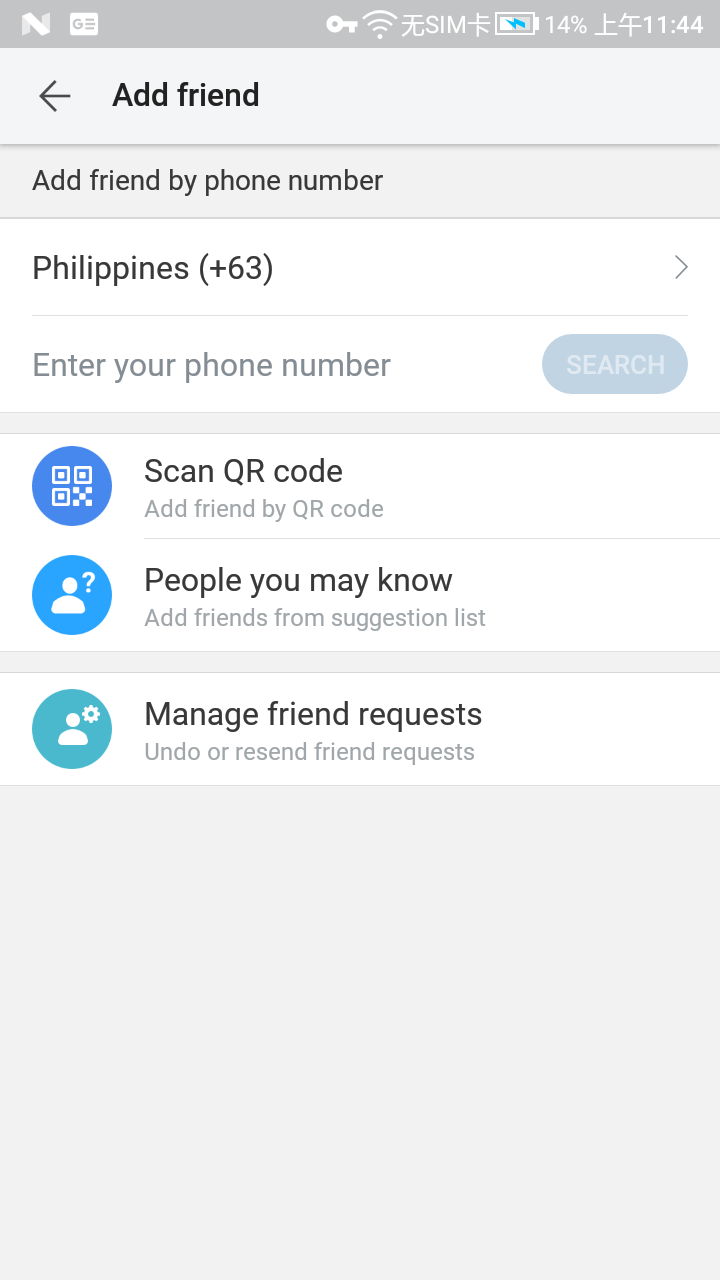 无SIM卡 14% 上午11:44
Add friend
Add friend by phone number
Philippines (+63)
Enter your phone number
SEARCH
Scan QR code
Add friend by QR code
People you may know
Add friends from suggestion list
Manage friend requests
Undo or resend friend requests